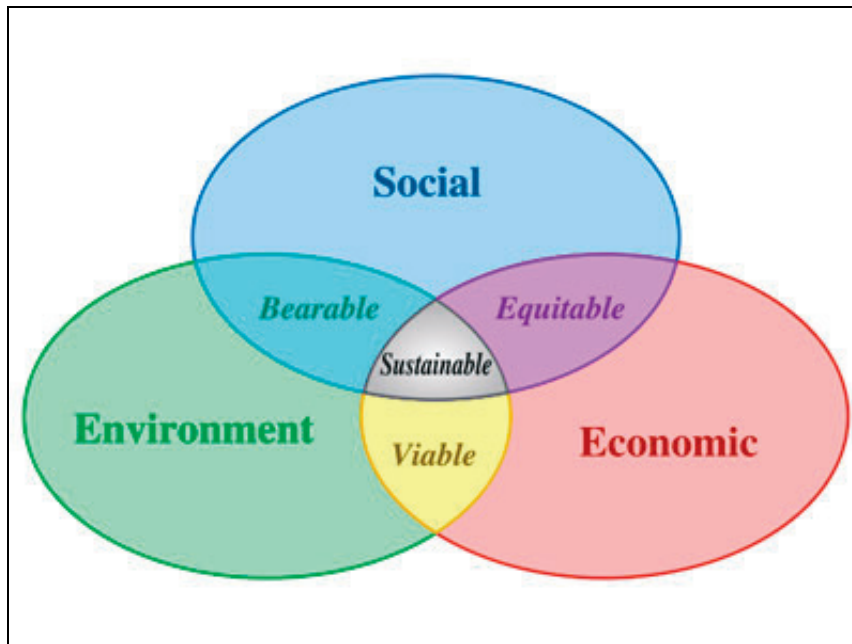 Social
Bearable
Equitable
Sustainable
Environment
Viable
Economic